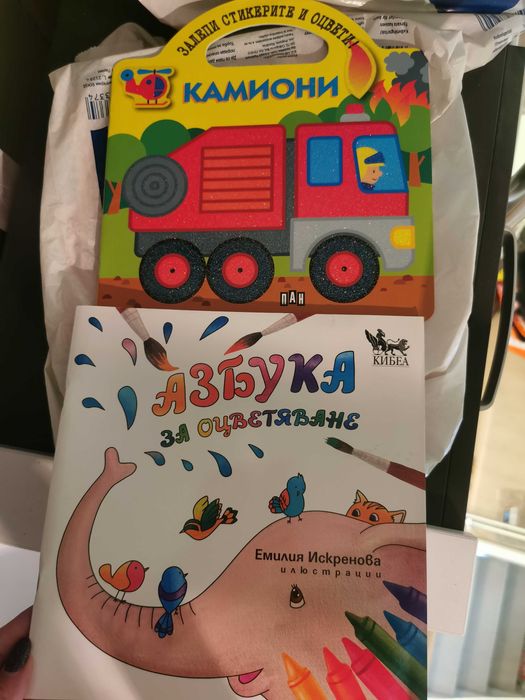 ЗАЛЕПИ СТИКЕРИТЕ И ОЦВЕТИ
КАМИОНИ
ПАН
КИБЕА
АЗБУКА
ЗА ОЦВЕТЯВАНЕ
Емилия Искренова
илюстрации